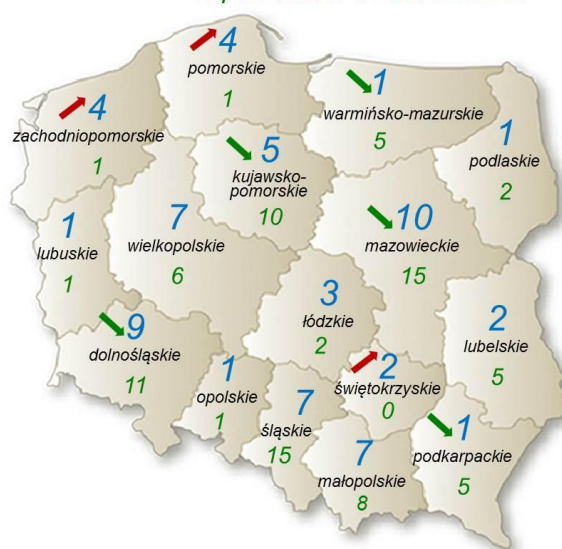 4
pomorskie
1
4
zachodniopomorskie
1
1
warmińsko-mazurskie
5
1
podlaskie
2
5
kujawsko-
pomorskie
10
7
wielkopolskie
6
1
lubuskie
1
10
mazowieckie
15
3
łódzkie
2
2
lubelskie
5
9
dolnośląskie
11
1
opolskie
1
7
śląskie
15
2
świętokrzyskie
0
7
małopolskie
8
1
podkarpackie
5